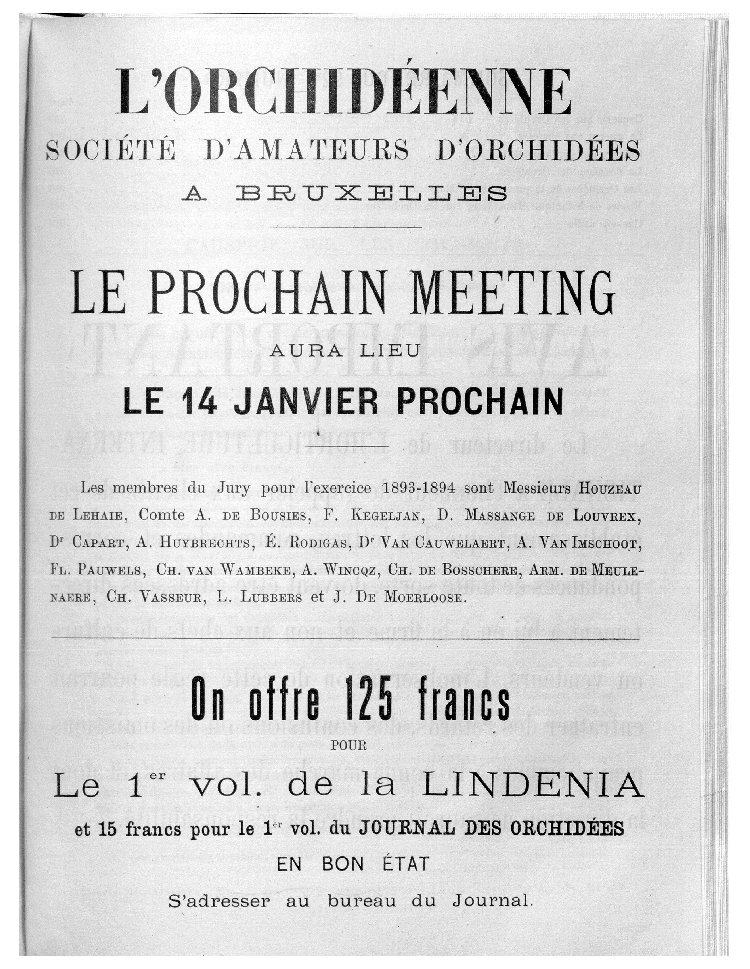 L'ORCHIDÉENNE
SOCIÉTÉ D'AMATEURS D'ORCHIDÉES
A BRUXELLES
LE PROCHAIN MEETING
AURA LIEU
LE 14 JANVIER PROCHAIN
Les membres du Jury pour l'exercice 1893-1894 sont Messieurs HOUZEAU
DE LEHAIE, Comte A. DE BOUSIES, F. KEGELJAN, D. MASSANGE DE LOUVREX,
Dr CAPART, A. HUYBRECHTS, É. RODIGAS, Dr VAN CAUWELAERT, A. VAN IMSCHOOT,
FL. PAUWELS, CH. VAN WAMBEKE, A. WINCQZ, CH. DE BOSSCHERE, ARM. DE MEULE-
NAERE, CH. VASSEUR, L. LUBBERS et J. DE MOERLOOSE.
On offre 125 francs
POUR
Le 1er vol. de la LINDENIA
et 15 francs pour le 1er vol. du JOURNAL DES ORCHIDÉES
EN BON ÉTAT
S'adresser au bureau du Journal.